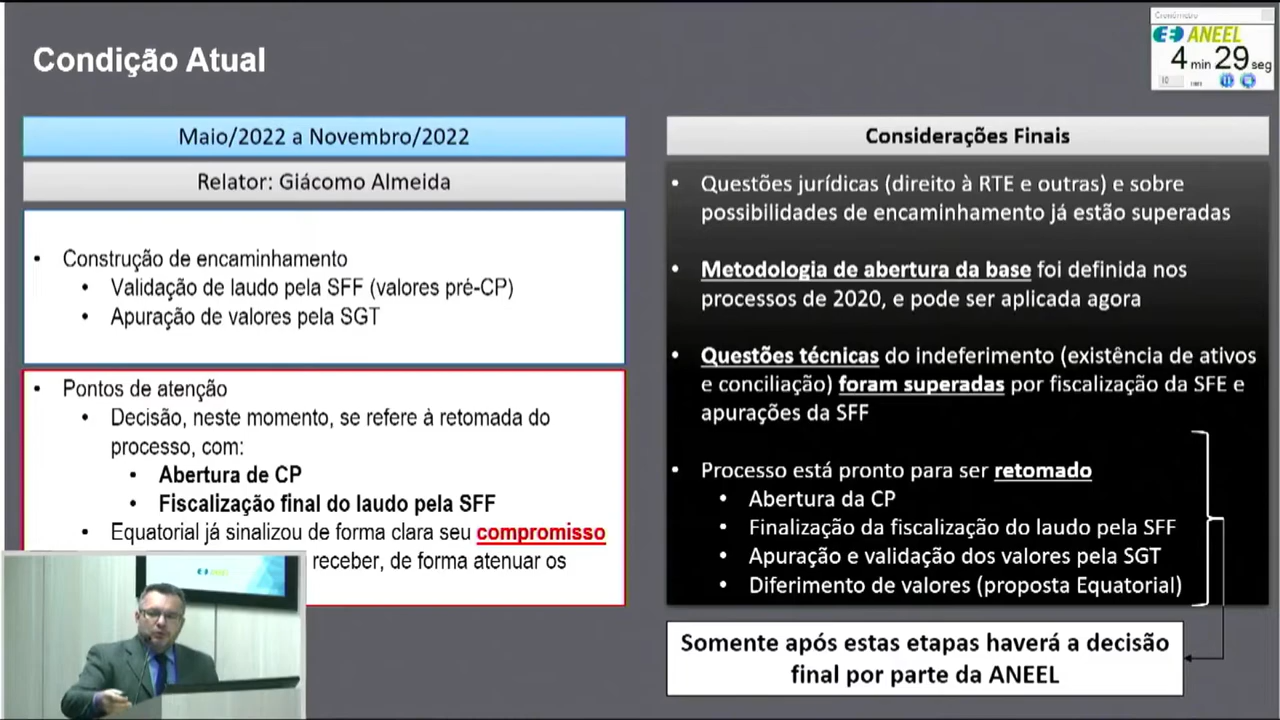 Condição Atual
ANEEL
4 min 29 seg
10
Maio/2022 a Novembro/2022
Relator: Giácomo Almeida
• Construção de encaminhamento
• Validação de laudo pela SFF (valores pré-CP)
• Apuração de valores pela SGT
• Pontos de atenção
• Decisão, neste momento, se refere à retomada do
processo, com:
• Abertura de CP
• Fiscalização final do laudo pela SFF
• Equatorial já sinalizou de forma clara seu compromisso
receber, de forma atenuar os
ANEEL
Considerações Finais
• Questões jurídicas (direito à RTE e outras) e sobre
possibilidades de encaminhamento já estão superadas
• Metodologia de abertura da base foi definida nos
processos de 2020, e pode ser aplicada agora
• Questões técnicas do indeferimento (existência de ativos
e conciliação) foram superadas por fiscalização da SFE e
apurações da SFF
• Processo está pronto para ser retomado
• Abertura da CP
• Finalização da fiscalização do laudo pela SFF
• Apuração e validação dos valores pela SGT
• Diferimento de valores (proposta Equatorial)
Somente após estas etapas haverá a decisão
final por parte da ANEEL